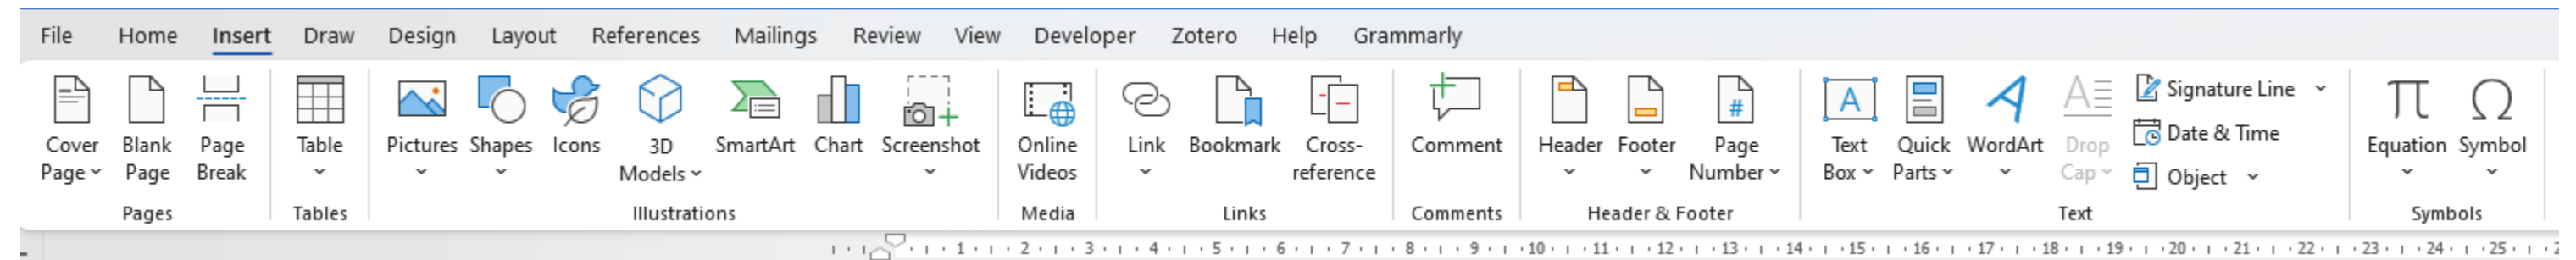 File Home Insert Draw Design Layout References Mailings Review View Developer Zotero Help Grammarly
Cover Page
Blank Page
Page Break
Pages
Table
Tables
Pictures
Shapes
Icons
3D Models
SmartArt
Chart
Screenshot
Illustrations
Online Videos
Media
Link
Bookmark
Cross-reference
Links
Comment
Comments
Header
Footer
# Page Number
Header & Footer
A Text Box
Quick Parts
WordArt
Drop Cap
Signature Line
Date & Time
Object
Text
π Equation
Ω Symbol
Symbols
1 2 3 4 5 6 7 8 9 10 11 12 13 14 15 16 17 18 19 20 21 22 23 24 25